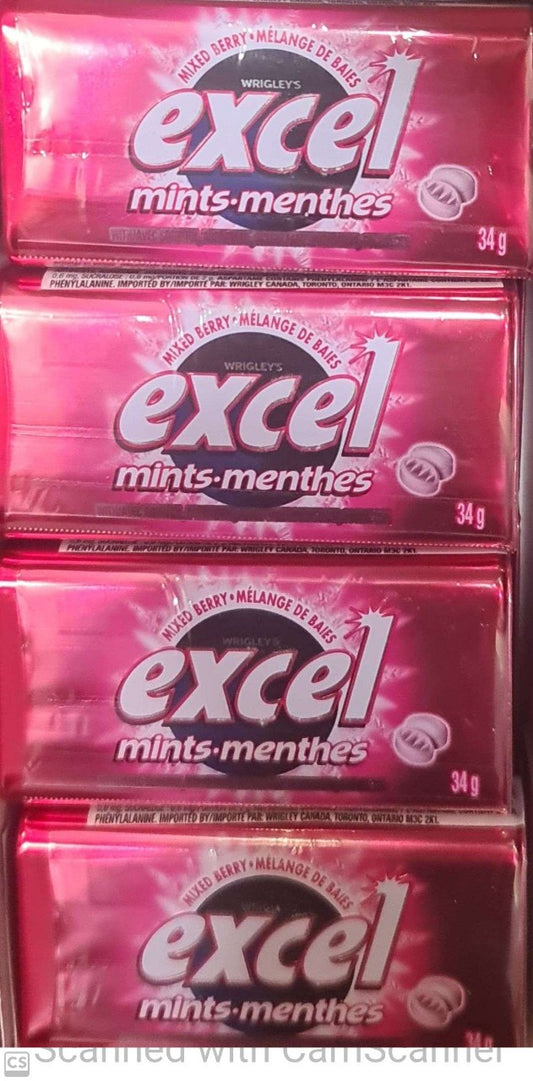 MIXED BERRY • MÉLANGE DE BAIES
WRIGLEY'S
excel
mints•menthes
34 g
PHENYLALANINE. IMPORTED BY/IMPORTÉ PAR: WRIGLEY CANADA, TORONTO, ONTARIO M3C 2K1.
MIXED BERRY • MÉLANGE DE BAIES
WRIGLEY'S
excel
mints•menthes
34 g
PHENYLALANINE. IMPORTED BY/IMPORTÉ PAR: WRIGLEY CANADA, TORONTO, ONTARIO M3C 2K1.
MIXED BERRY • MÉLANGE DE BAIES
WRIGLEY'S
excel
mints•menthes
34 g
PHENYLALANINE. IMPORTED BY/IMPORTÉ PAR: WRIGLEY CANADA, TORONTO, ONTARIO M3C 2K1.
MIXED BERRY • MÉLANGE DE BAIES
excel
mints•menthes
34 g
CS Scanned with CamScanner